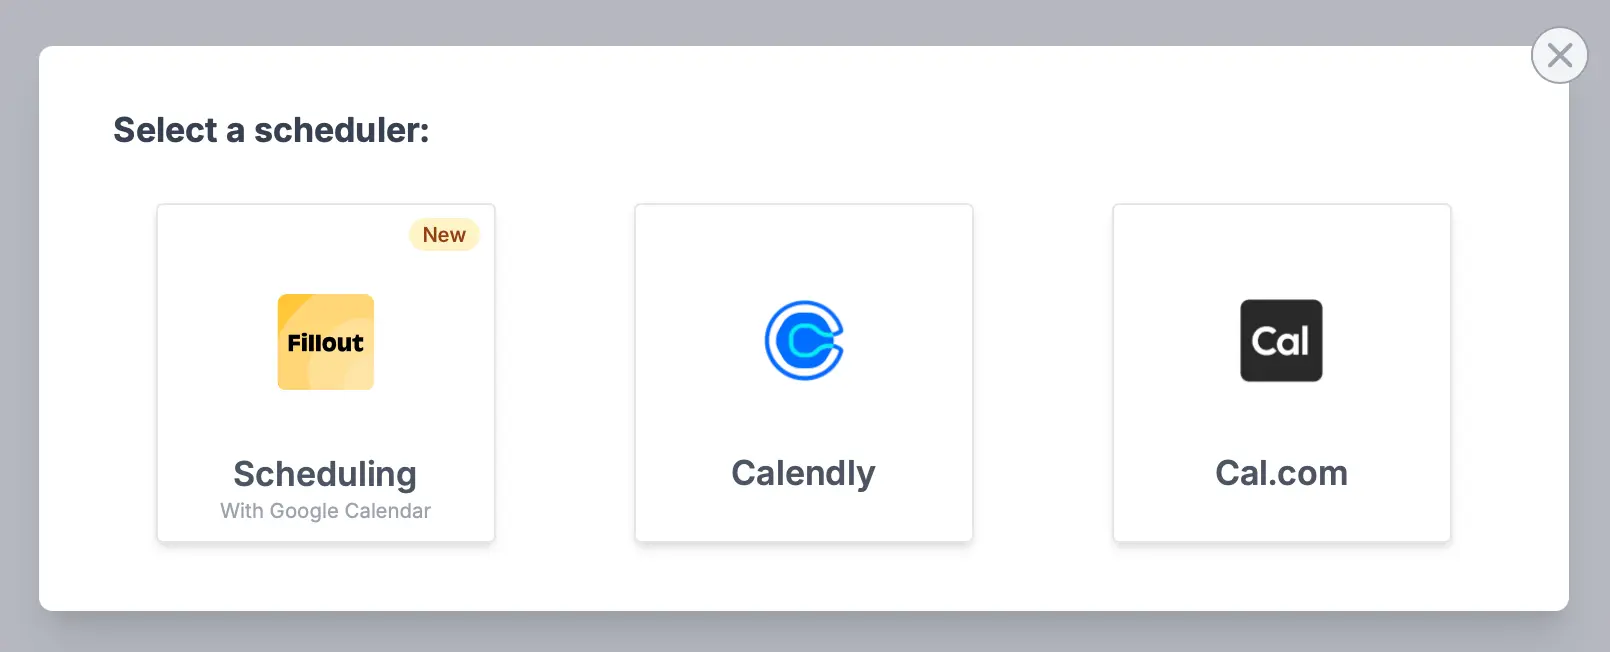 Select a scheduler:
New
Fillout
Scheduling
With Google Calendar
Calendly
Cal
Cal.com